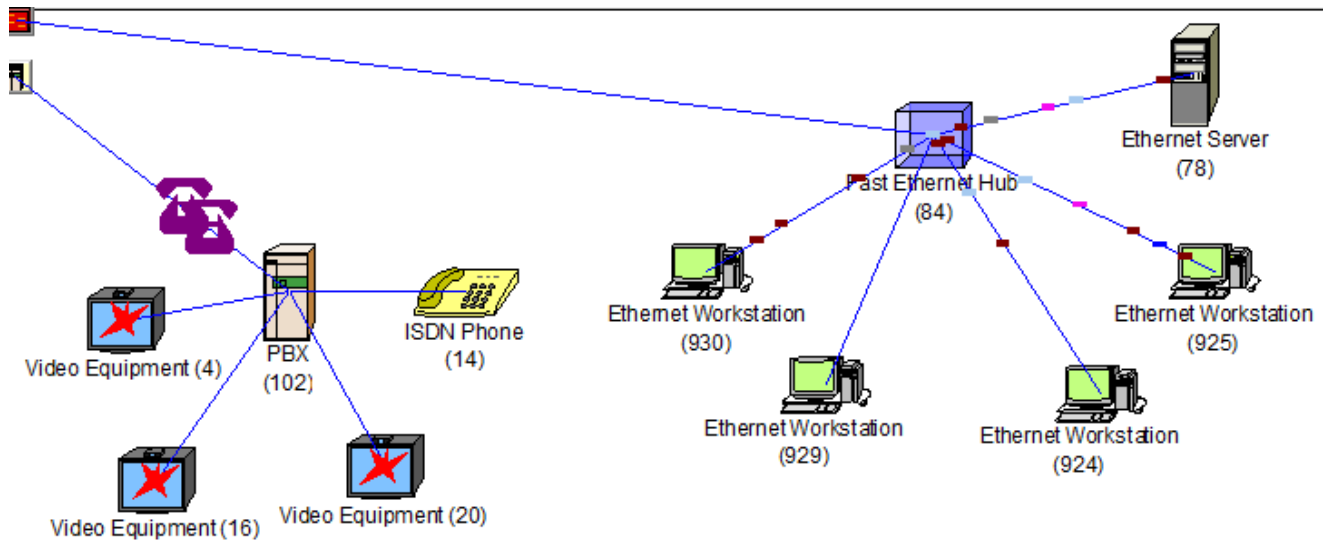 Ethernet Server
(78)
Fast Ethernet Hub
(84)
Ethernet Workstation
(930)
Ethernet Workstation
(925)
ISDN Phone
(14)
PBX
(102)
Video Equipment (4)
Ethernet Workstation
(929)
Ethernet Workstation
(924)
Video Equipment (16)
Video Equipment (20)